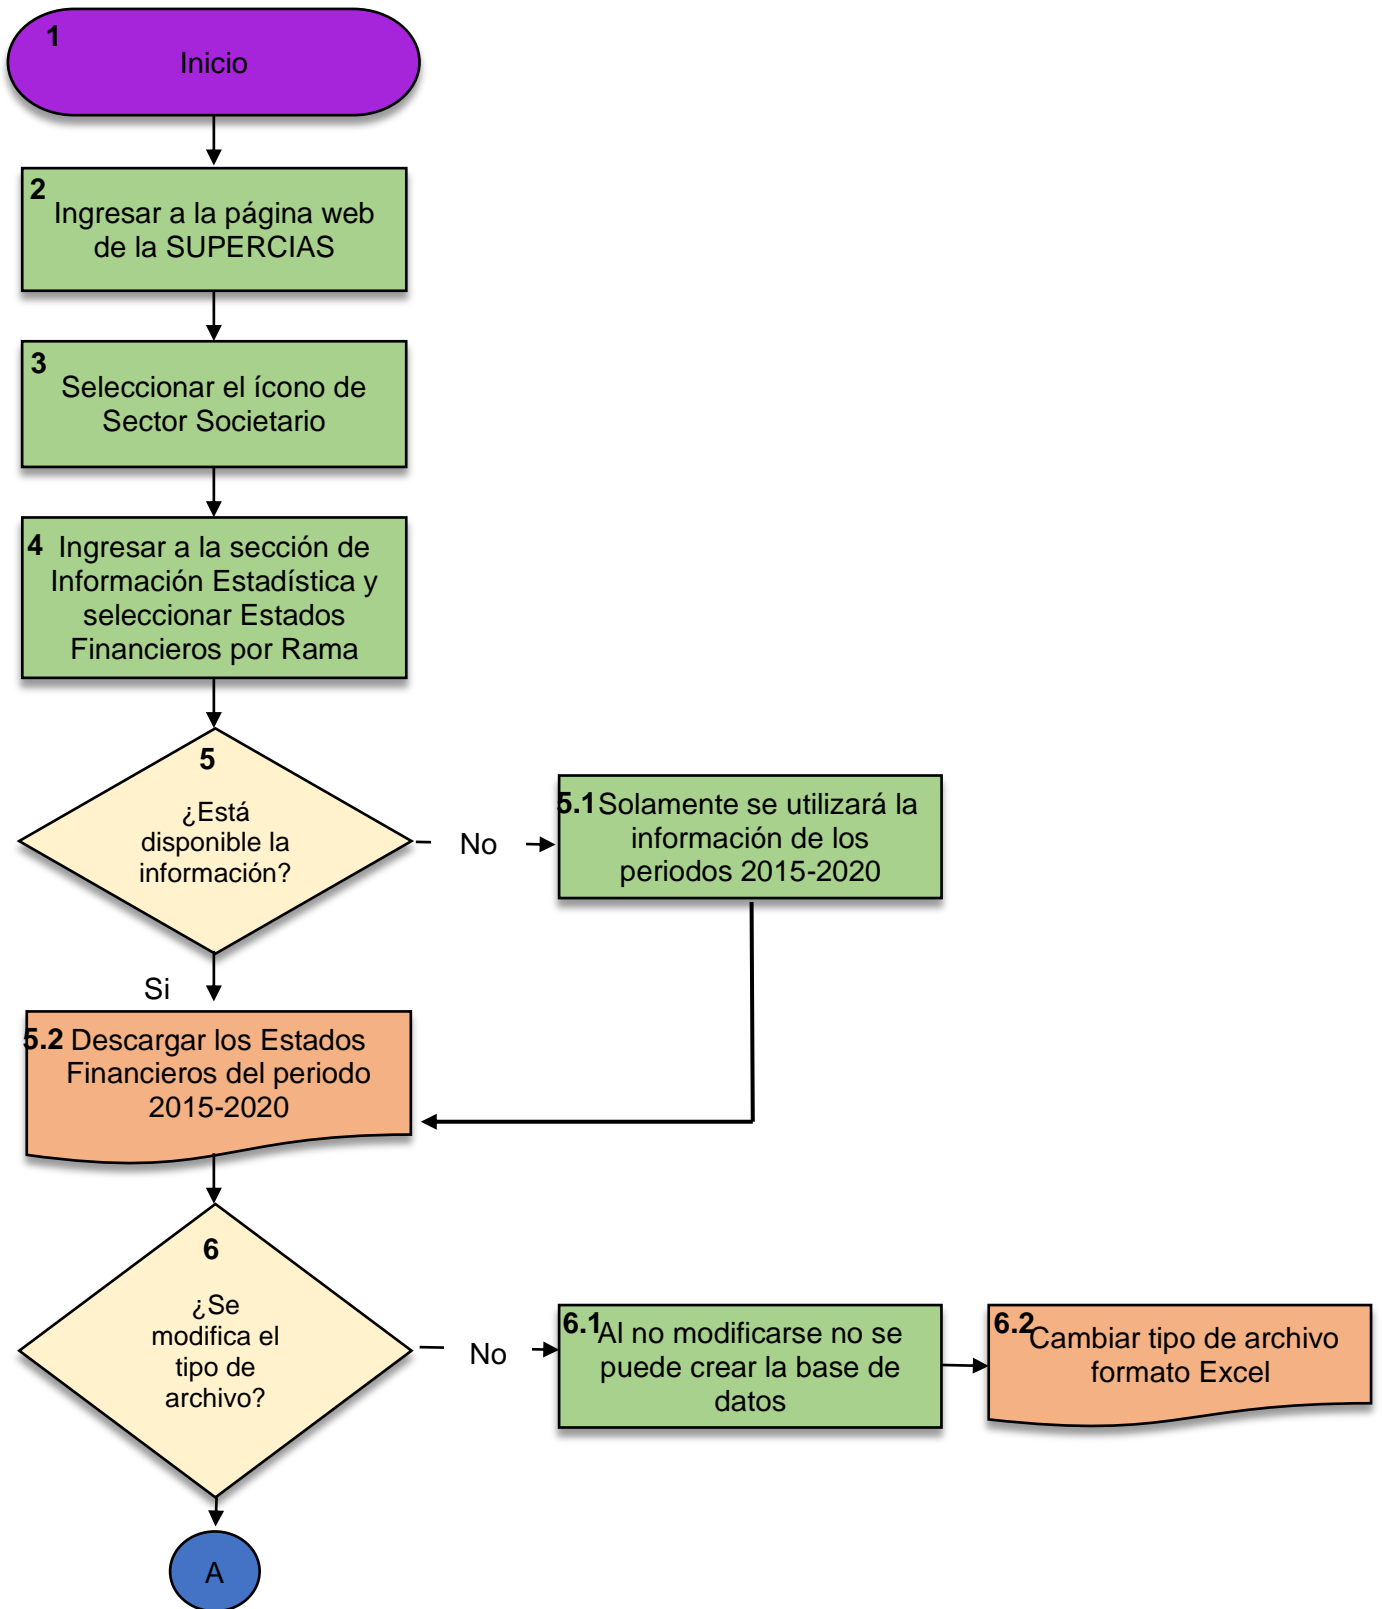 1
Inicio
2
Ingresar a la página web
de la SUPERCIAS
3
Seleccionar el ícono de
Sector Societario
4 Ingresar a la sección de
Información Estadística y
seleccionar Estados
Financieros por Rama
5
¿Está
disponible la
información?
No
5.1 Solamente se utilizará la
información de los
periodos 2015-2020
Si
5.2 Descargar los Estados
Financieros del periodo
2015-2020
6
¿Se
modifica el
tipo de
archivo?
No
6.1 Al no modificarse no se
puede crear la base de
datos
6.2 Cambiar tipo de archivo
formato Excel
A